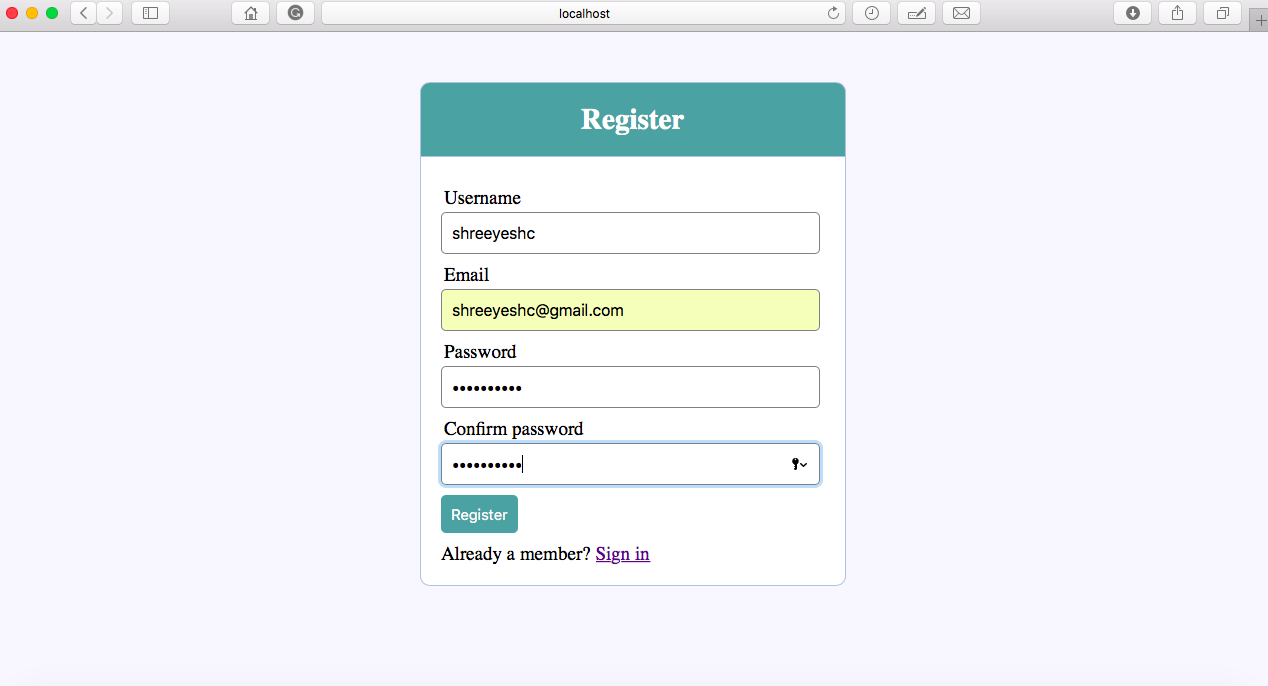 localhost
Register
Username
shreeyeshc
Email
shreeyeshc@gmail.com
Password
••••••••••
Confirm password
••••••••••
Register
Already a member? Sign in